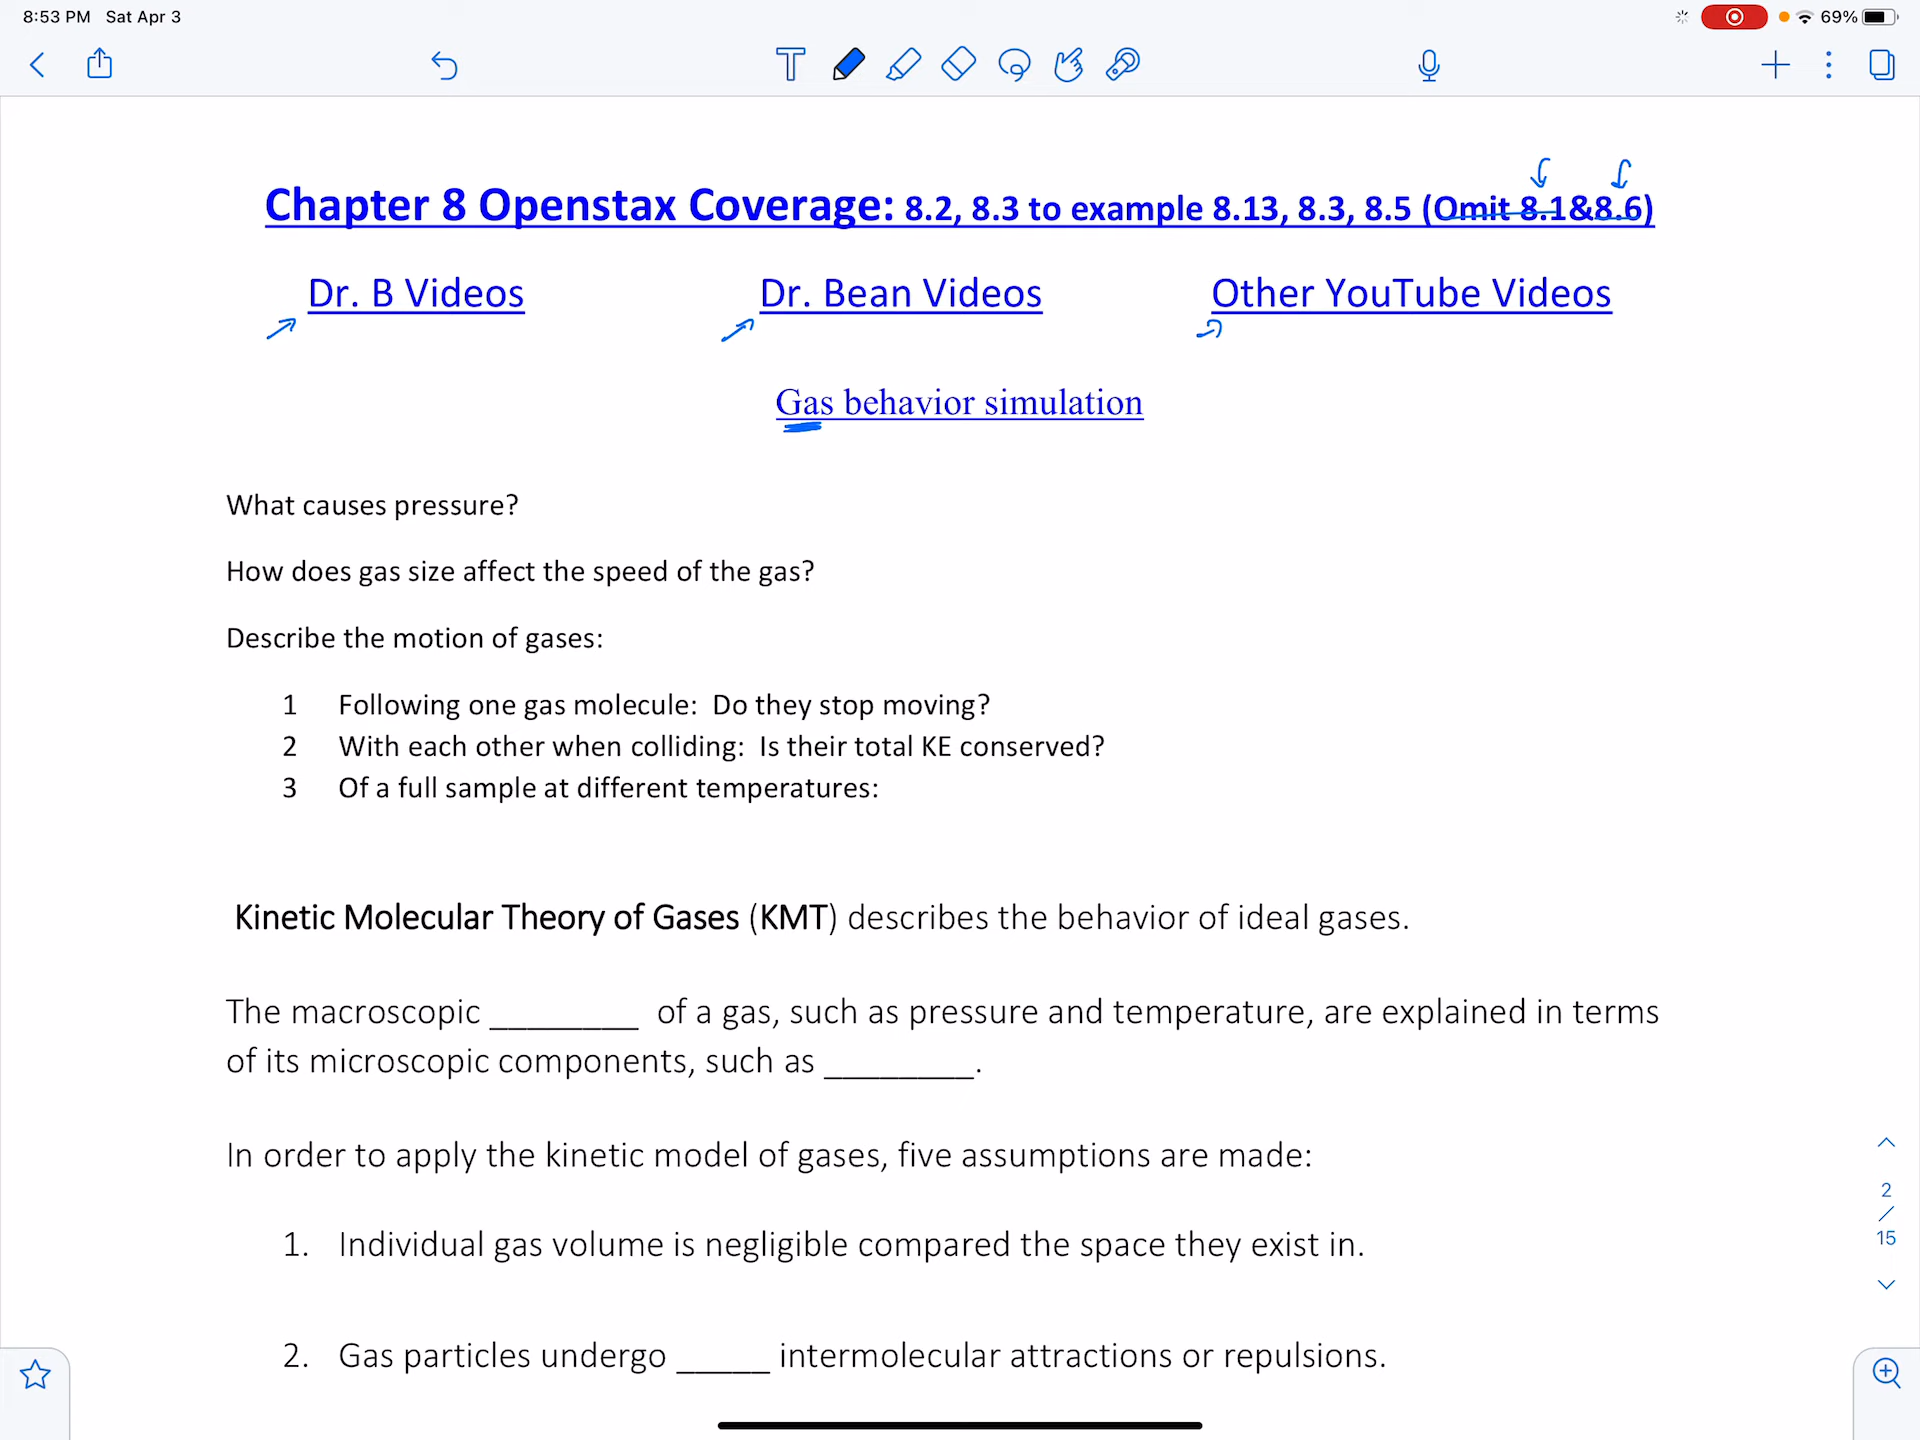 8:53 PM Sat Apr 3
69%
Chapter 8 Openstax Coverage: 8.2, 8.3 to example 8.13, 8.3, 8.5 (Omit 8.1&8.6)
Dr. B Videos Dr. Bean Videos Other YouTube Videos
Gas behavior simulation
What causes pressure?
How does gas size affect the speed of the gas?
Describe the motion of gases:
1 Following one gas molecule: Do they stop moving?
2 With each other when colliding: Is their total KE conserved?
3 Of a full sample at different temperatures:
Kinetic Molecular Theory of Gases (KMT) describes the behavior of ideal gases.
The macroscopic ________ of a gas, such as pressure and temperature, are explained in terms
of its microscopic components, such as ________.
In order to apply the kinetic model of gases, five assumptions are made:
1. Individual gas volume is negligible compared the space they exist in.
2. Gas particles undergo _____ intermolecular attractions or repulsions.
2
/
15